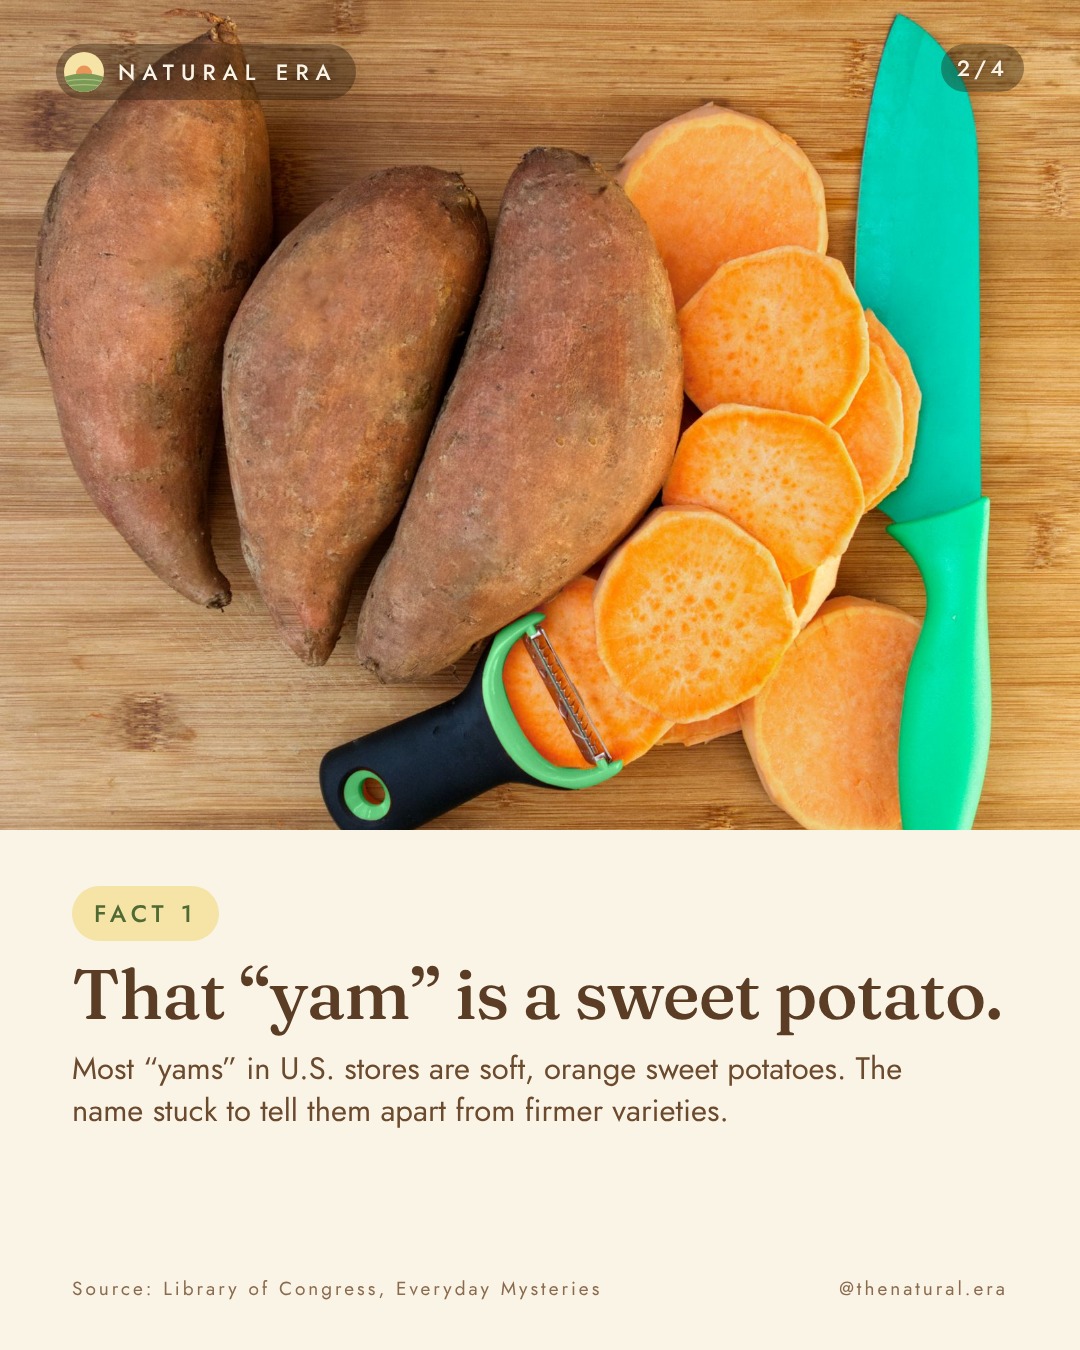 NATURAL ERA
2/4
FACT 1
That “yam” is a sweet potato.
Most “yams” in U.S. stores are soft, orange sweet potatoes. The
name stuck to tell them apart from firmer varieties.
Source: Library of Congress, Everyday Mysteries
@thenatural.era